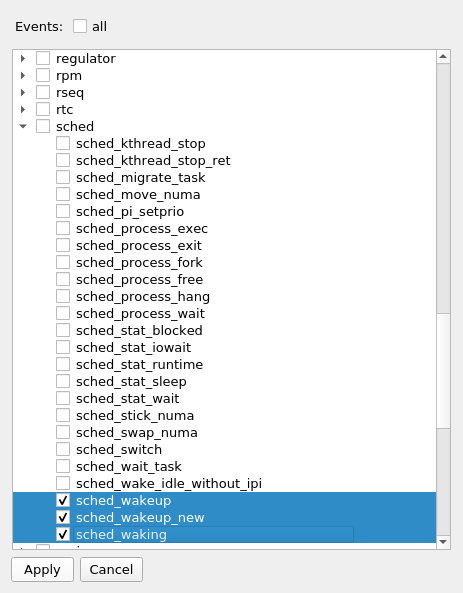 Events: all
regulator
rpm
rseq
rtc
sched
sched_kthread_stop
sched_kthread_stop_ret
sched_migrate_task
sched_move_numa
sched_pi_setprio
sched_process_exec
sched_process_exit
sched_process_fork
sched_process_free
sched_process_hang
sched_process_wait
sched_stat_blocked
sched_stat_iowait
sched_stat_runtime
sched_stat_sleep
sched_stat_wait
sched_stick_numa
sched_swap_numa
sched_switch
sched_wait_task
sched_wake_idle_without_ipi
sched_wakeup
sched_wakeup_new
sched_waking
Apply Cancel